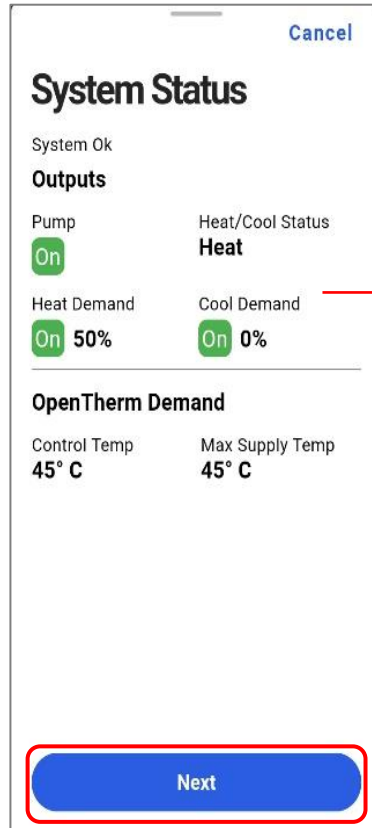 Cancel
System Status
System Ok
Outputs
Pump Heat/Cool Status
On Heat
Heat Demand Cool Demand
On 50% On 0%
OpenTherm Demand
Control Temp Max Supply Temp
45° C 45° C
Next